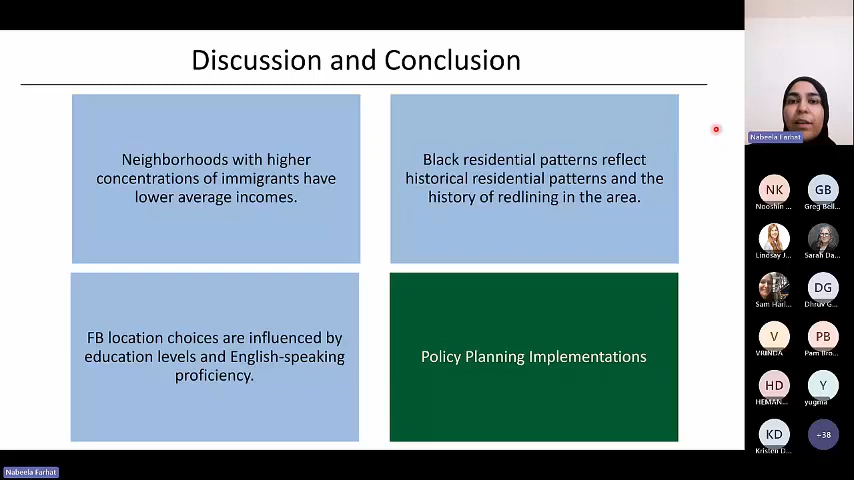 Discussion and Conclusion
Neighborhoods with higher
concentrations of immigrants have
lower average incomes.
Black residential patterns reflect
historical residential patterns and the
history of redlining in the area.
FB location choices are influenced by
education levels and English-speaking
proficiency.
Policy Planning Implementations
Nabeela Farhat
NK
GB
Nooshin ...
Greg Bell...
Lindsay J...
Sarah Da...
DG
Sam Harl...
Dhruv G...
V
PB
VRINDA
Pam Bro...
HD
Y
HEMAN...
yugma
KD
+38
Kristen D...
Nabeela Farhat